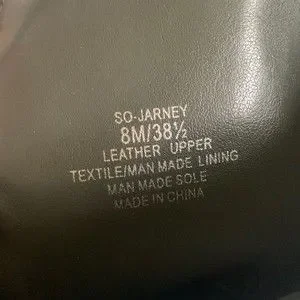 SO-JARNEY
8M/38½
LEATHER UPPER
TEXTILE/MAN MADE LINING
MAN MADE SOLE
MADE IN CHINA